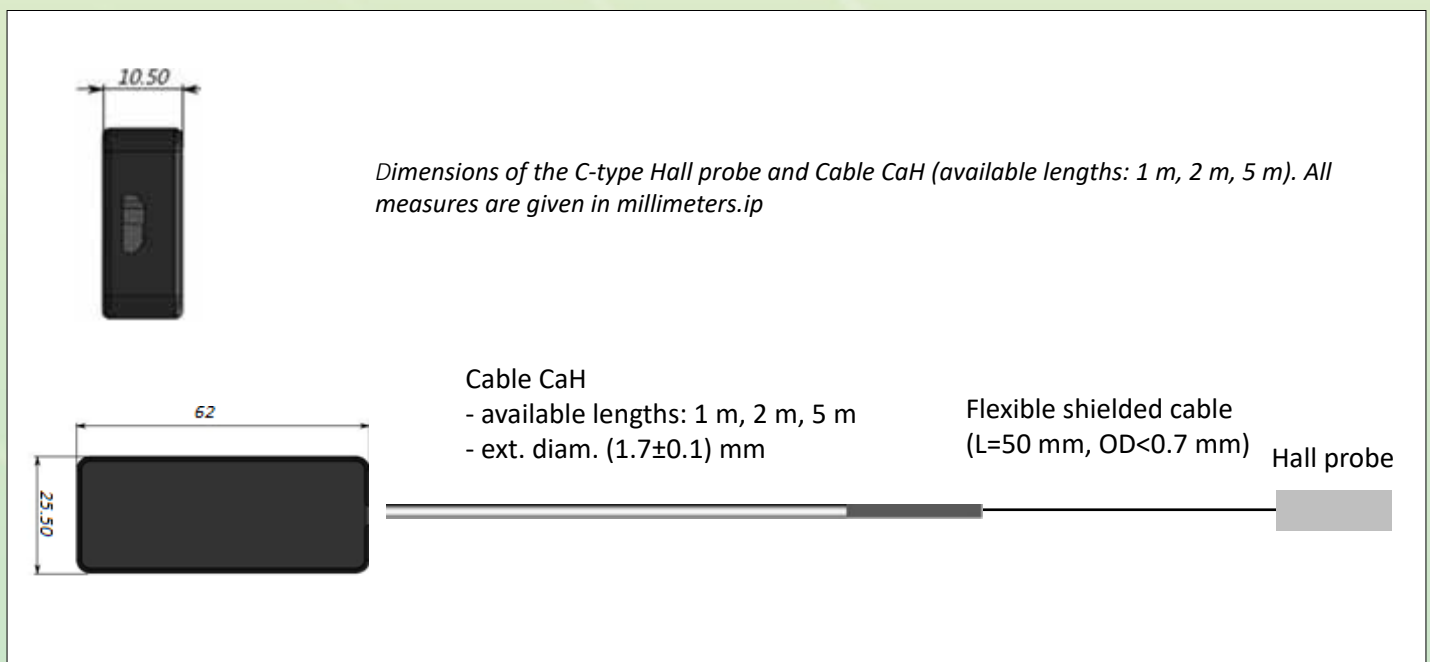 10.50
Dimensions of the C-type Hall probe and Cable CaH (available lengths: 1 m, 2 m, 5 m). All
measures are given in millimeters.ip
Cable CaH
- available lengths: 1 m, 2 m, 5 m
- ext. diam. (1.7±0.1) mm
Flexible shielded cable
(L=50 mm, OD<0.7 mm)
Hall probe
62
25.50